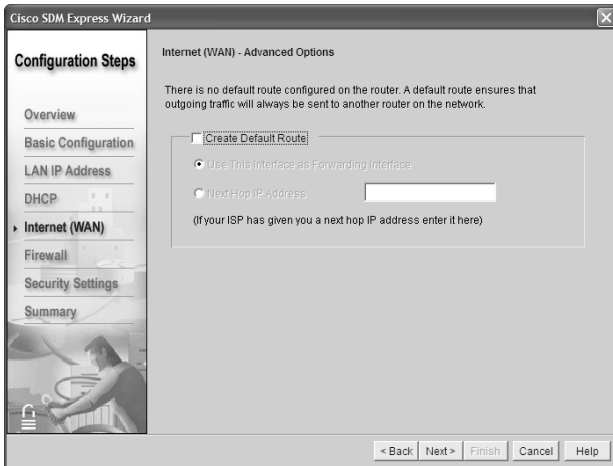 Cisco SDM Express Wizard
Configuration Steps
Overview
Basic Configuration
LAN IP Address
DHCP
Internet (WAN)
Firewall
Security Settings
Summary
Internet (WAN) - Advanced Options
There is no default route configured on the router. A default route ensures that
outgoing traffic will always be sent to another router on the network.
Create Default Route
Use This Interface as Forwarding Interface
Next Hop IP Address
(If your ISP has given you a next hop IP address enter it here)
< Back
Next >
Finish
Cancel
Help